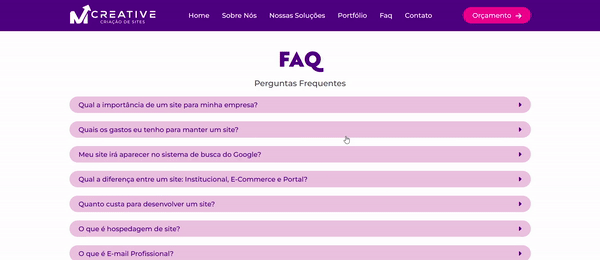 CREATIVE
CRIAÇÃO DE SITES
Home Sobre Nós Nossas Soluções Portfólio Faq Contato Orçamento
FAQ
Perguntas Frequentes
Qual a importância de um site para minha empresa?
Quais os gastos eu tenho para manter um site?
Meu site irá aparecer no sistema de busca do Google?
Qual a diferença entre um site: Institucional, E-Commerce e Portal?
Quanto custa para desenvolver um site?
O que é hospedagem de site?
O que é E-mail Profissional?